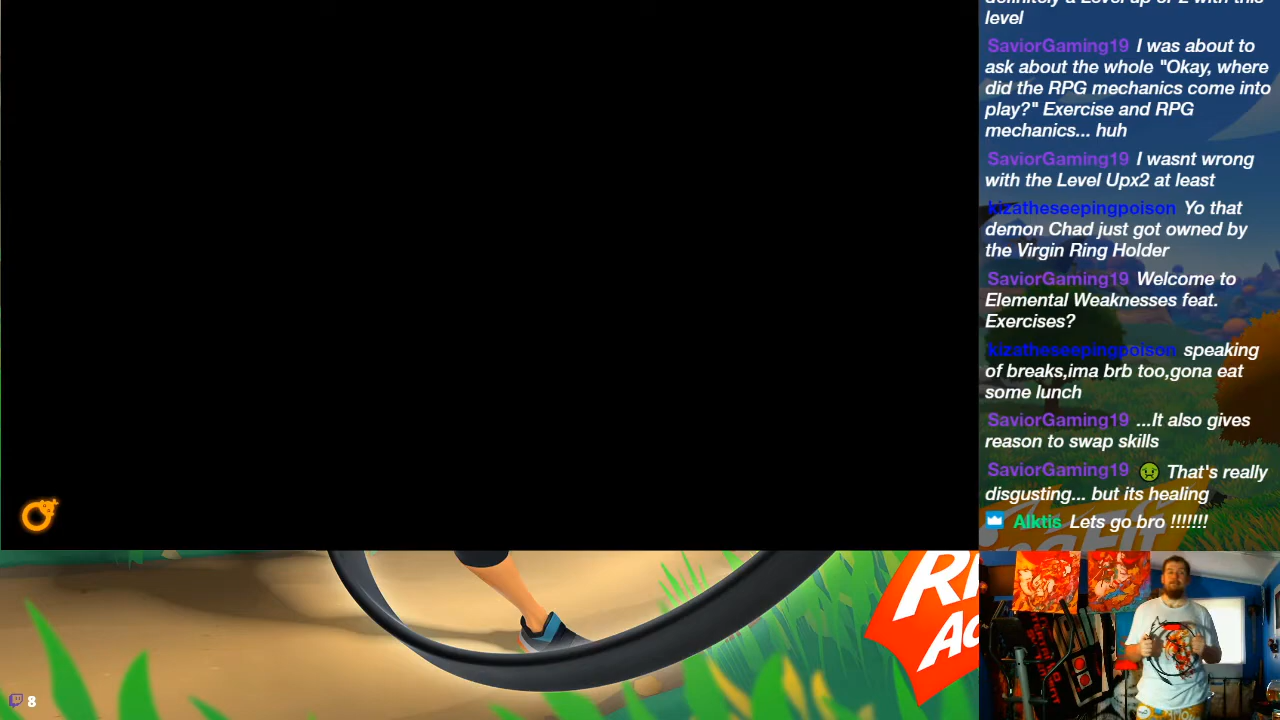 level
SaviorGaming19 I was about to
ask about the whole "Okay, where
did the RPG mechanics come into
play?" Exercise and RPG
mechanics... huh
SaviorGaming19 I wasnt wrong
with the Level Upx2 at least
kizatheseepingpoison Yo that
demon Chad just got owned by
the Virgin Ring Holder
SaviorGaming19 Welcome to
Elemental Weaknesses feat.
Exercises?
kizatheseepingpoison speaking
of breaks,ima brb too,gona eat
some lunch
SaviorGaming19 ...It also gives
reason to swap skills
SaviorGaming19 That's really
disgusting... but its healing
Alktis Lets go bro !!!!!!!
8